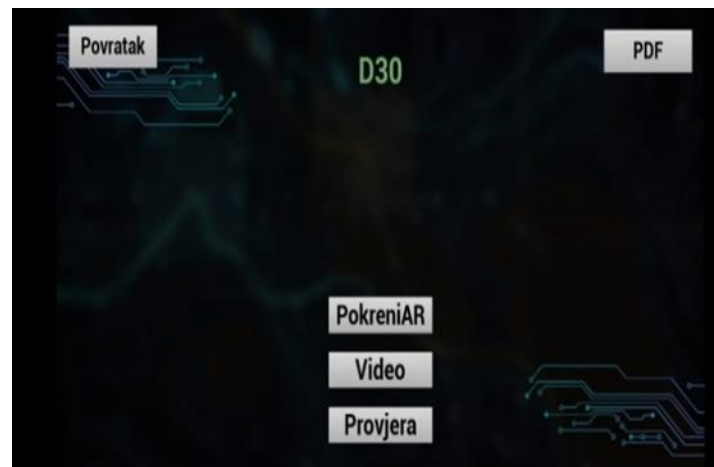 Povratak
PDF
D30
PokreniAR
Video
Provjera